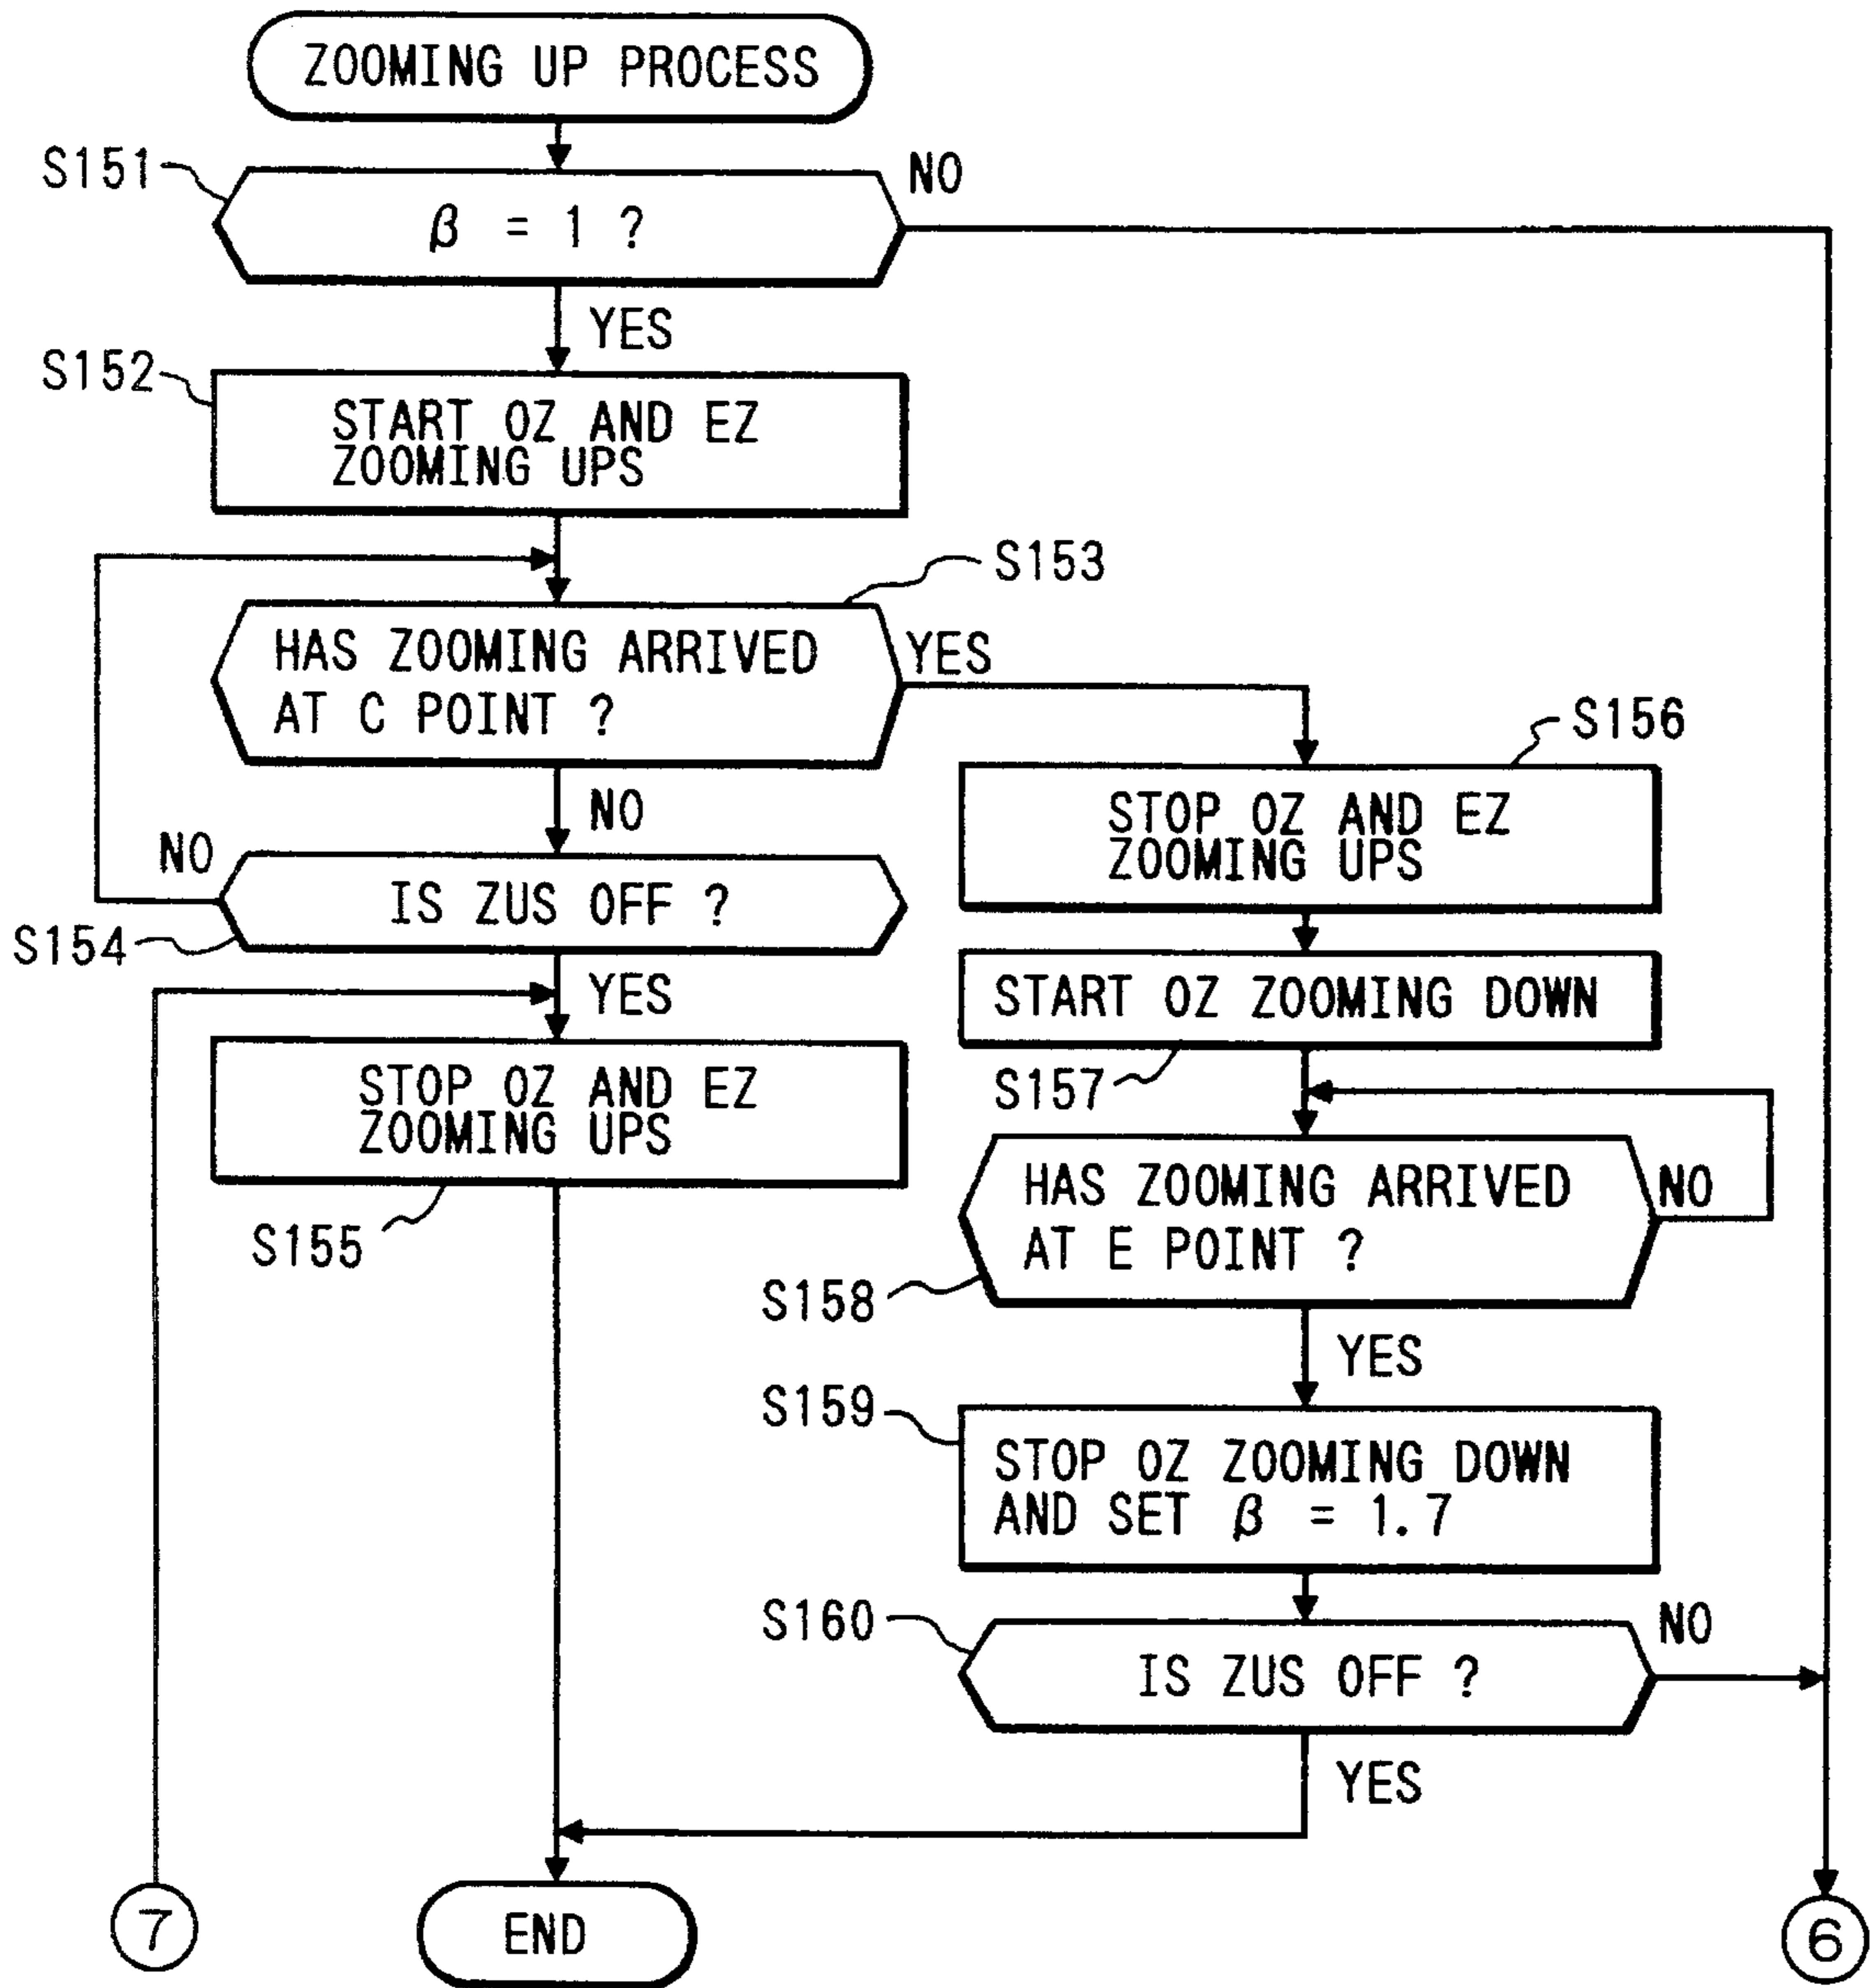 ZOOMING UP PROCESS
S151
β = 1 ?
NO
YES
S152
START OZ AND EZ
ZOOMING UPS
S153
HAS ZOOMING ARRIVED
AT C POINT ?
YES
NO
S154
IS ZUS OFF ?
NO
YES
STOP OZ AND EZ
ZOOMING UPS
S155
S156
STOP OZ AND EZ
ZOOMING UPS
START OZ ZOOMING DOWN
S157
HAS ZOOMING ARRIVED
AT E POINT ?
NO
S158
YES
S159
STOP OZ ZOOMING DOWN
AND SET β = 1.7
S160
IS ZUS OFF ?
NO
YES
7
END
6